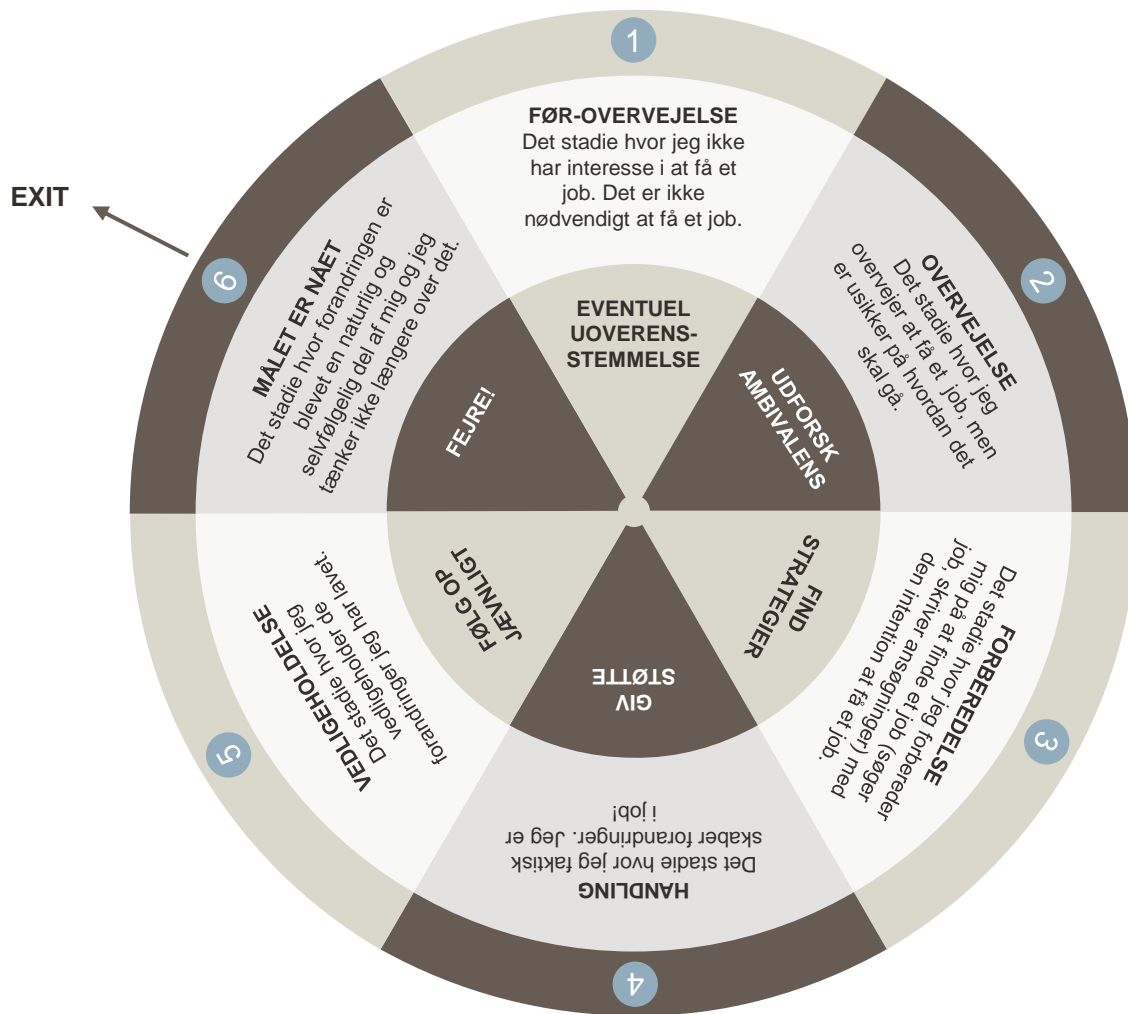 1
FØR-OVERVEJELSE
Det stadie hvor jeg ikke
har interesse i at få et
job. Det er ikke
nødvendigt at få et job.
EVENTUEL
UOVERENS-
STEMMELSE
2
OVERVEJELSE
Det stadie hvor jeg
overvejer at få et job, men
er usikker på hvordan det
skal gå.
UDFORSK
AMBIVALENS
3
FORBEREDELSE
Det stadie hvor jeg forbereder
mig på at finde et job (søger
job, skriver ansøgninger) med
den intention at få et job.
FIND
STRATEGIER
4
HANDLING
Det stadie hvor jeg faktisk
skaber forandringer. Jeg er
i job!
GIV
STØTTE
5
VEDLIGEHOLDELSE
Det stadie hvor jeg
vedligeholder de
forandringer jeg har lavet.
FØLG OP
JÆVNLIGT
6
MÅLET ER NÅET
Det stadie hvor forandringen er
blevet en naturlig og
selvfølgelig del af mig og jeg
tænker ikke længere over det.
FEJRE!
EXIT